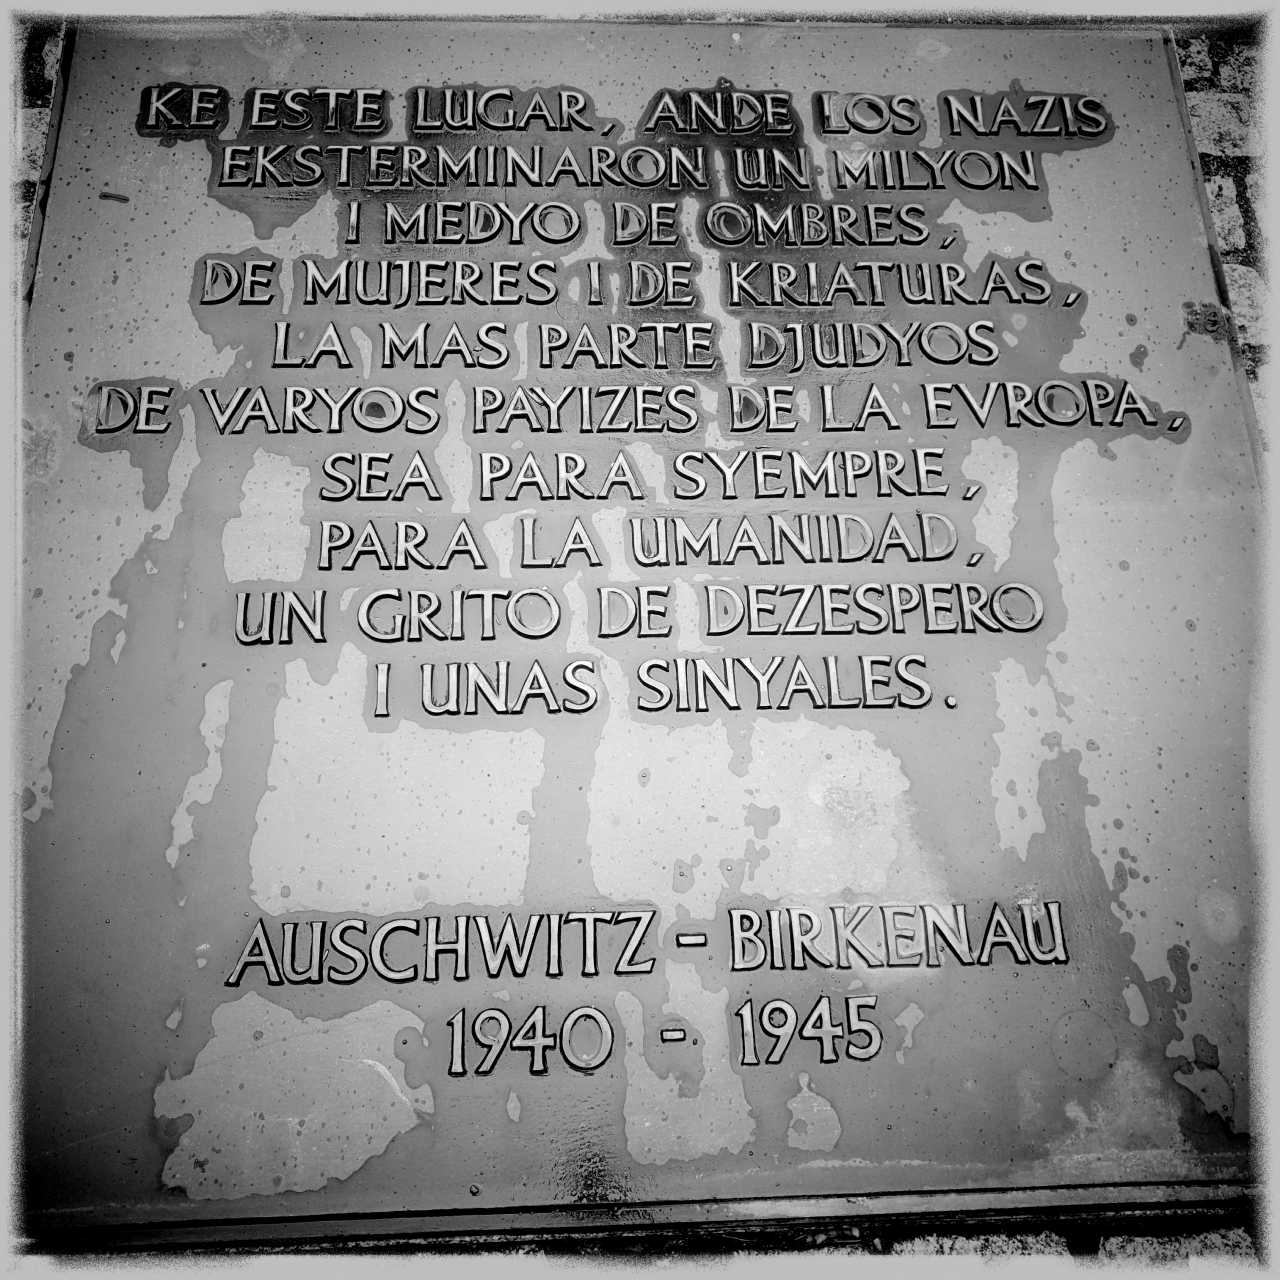 KE ESTE LUGAR, ANDE LOS NAZIS
EKSTERMINARON UN MILYON
I MEDYO DE OMBRES,
DE MUJERES I DE KRIATURAS,
LA MAS PARTE DJUDYOS
DE VARYOS PAYIZES DE LA EVROPA,
SEA PARA SYEMPRE,
PARA LA UMANIDAD,
UN GRITO DE DEZESPERO
I UNAS SINYALES.
AUSCHWITZ - BIRKENAU
1940 - 1945